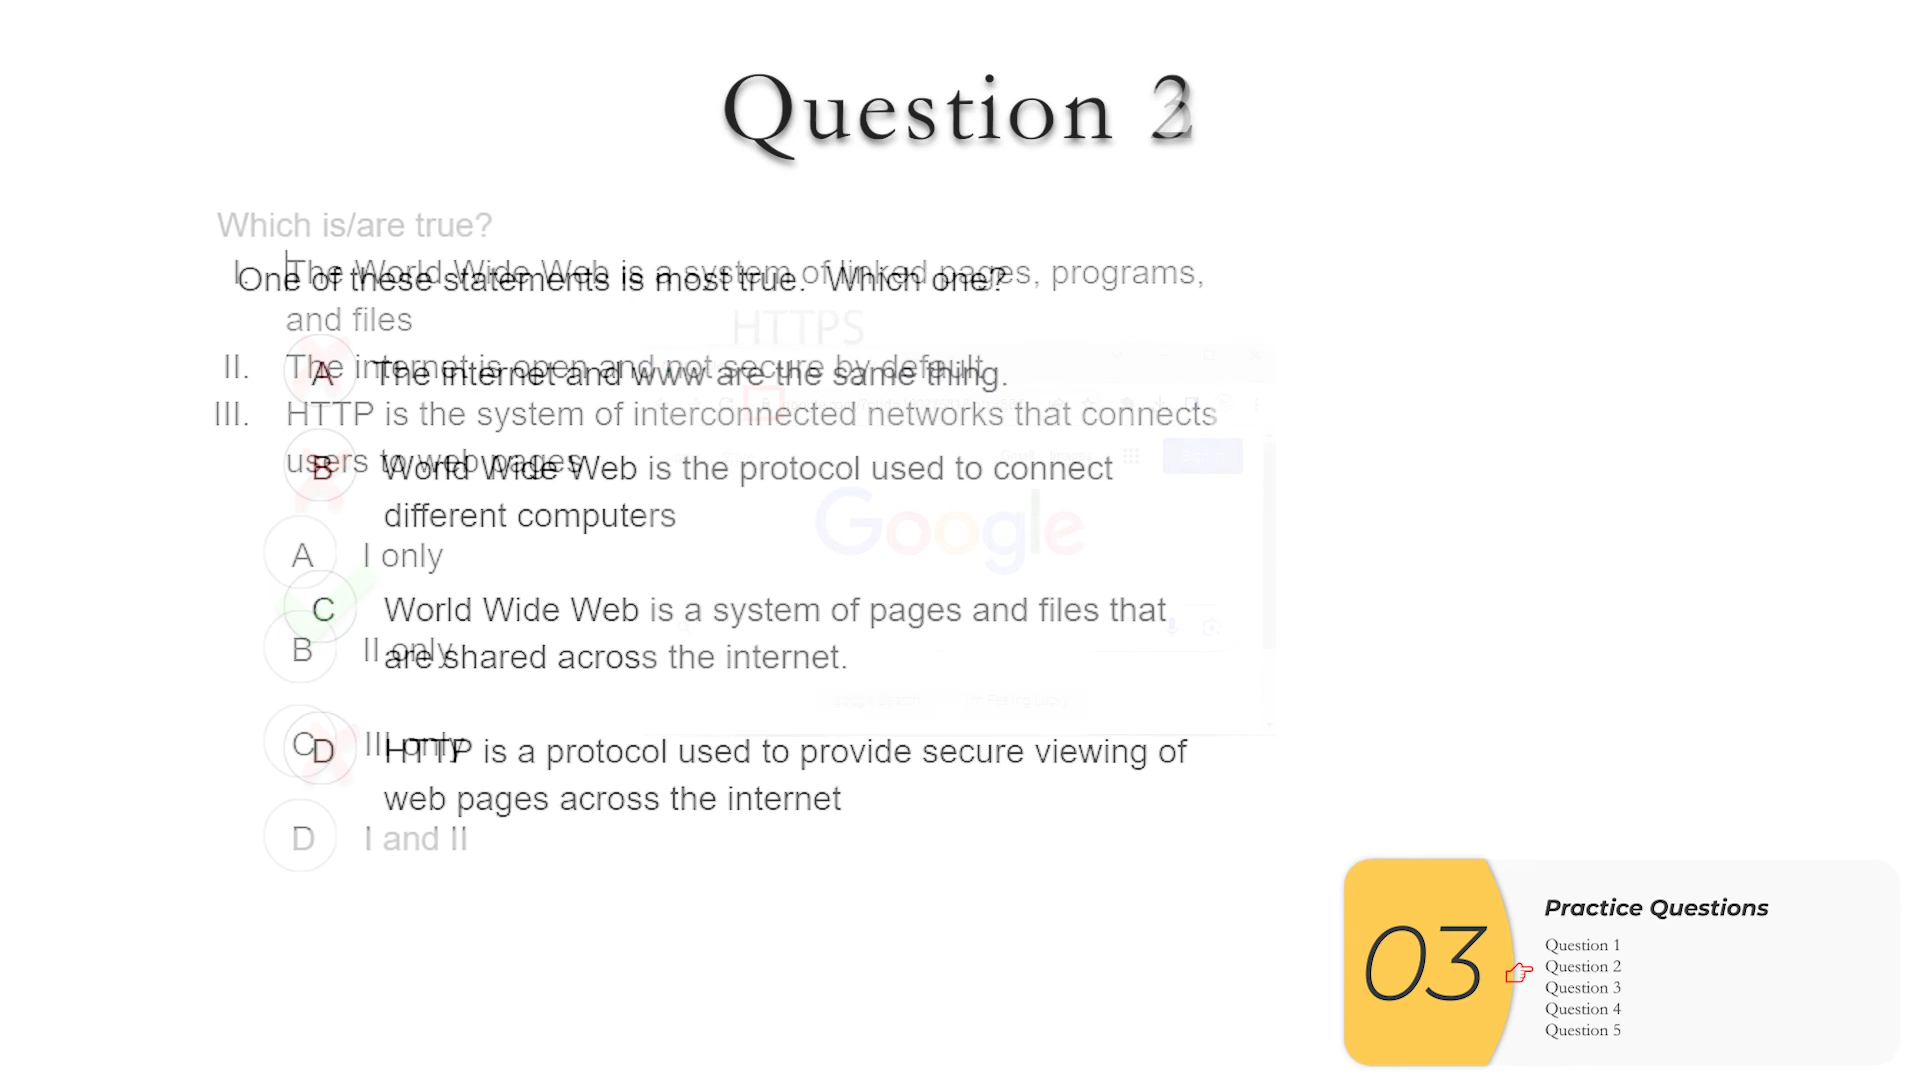 Question 2
Which is/are true?
I. The World Wide Web is a system of linked pages, programs,
and files
One of these statements is most true. Which one?
HTTPS
II. The internet is open and not secure by default.
A The internet and www are the same thing.
III. HTTP is the system of interconnected networks that connects
users to web pages
B World Wide Web is the protocol used to connect
different computers
Google
A I only
C World Wide Web is a system of pages and files that
are shared across the internet.
B II only
C III only
D HTTP is a protocol used to provide secure viewing of
web pages across the internet
D I and II
03
Practice Questions
Question 1
Question 2
Question 3
Question 4
Question 5